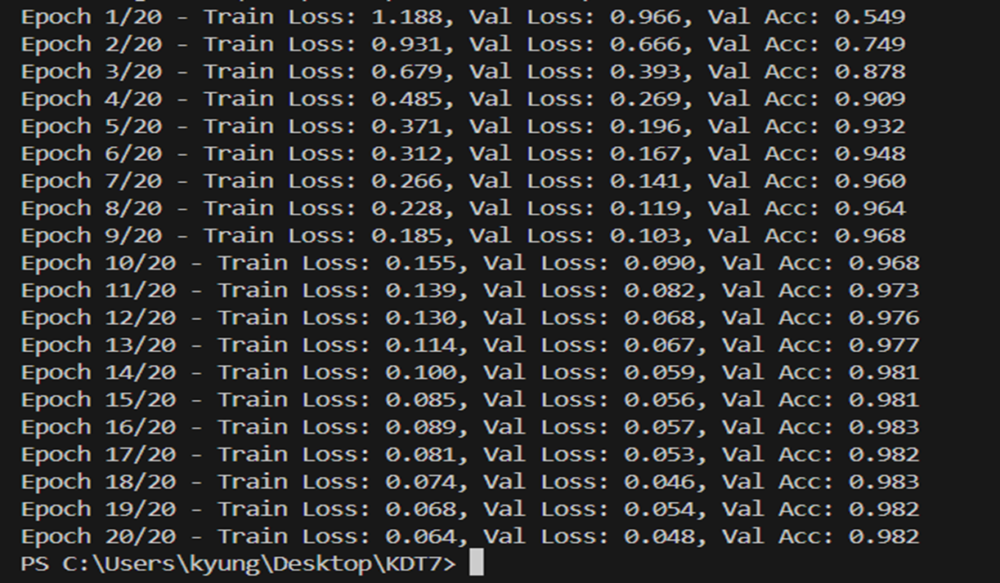 Epoch 1/20 - Train Loss: 1.188, Val Loss: 0.966, Val Acc: 0.549
Epoch 2/20 - Train Loss: 0.931, Val Loss: 0.666, Val Acc: 0.749
Epoch 3/20 - Train Loss: 0.679, Val Loss: 0.393, Val Acc: 0.878
Epoch 4/20 - Train Loss: 0.485, Val Loss: 0.269, Val Acc: 0.909
Epoch 5/20 - Train Loss: 0.371, Val Loss: 0.196, Val Acc: 0.932
Epoch 6/20 - Train Loss: 0.312, Val Loss: 0.167, Val Acc: 0.948
Epoch 7/20 - Train Loss: 0.266, Val Loss: 0.141, Val Acc: 0.960
Epoch 8/20 - Train Loss: 0.228, Val Loss: 0.119, Val Acc: 0.964
Epoch 9/20 - Train Loss: 0.185, Val Loss: 0.103, Val Acc: 0.968
Epoch 10/20 - Train Loss: 0.155, Val Loss: 0.090, Val Acc: 0.968
Epoch 11/20 - Train Loss: 0.139, Val Loss: 0.082, Val Acc: 0.973
Epoch 12/20 - Train Loss: 0.130, Val Loss: 0.068, Val Acc: 0.976
Epoch 13/20 - Train Loss: 0.114, Val Loss: 0.067, Val Acc: 0.977
Epoch 14/20 - Train Loss: 0.100, Val Loss: 0.059, Val Acc: 0.981
Epoch 15/20 - Train Loss: 0.085, Val Loss: 0.056, Val Acc: 0.981
Epoch 16/20 - Train Loss: 0.089, Val Loss: 0.057, Val Acc: 0.983
Epoch 17/20 - Train Loss: 0.081, Val Loss: 0.053, Val Acc: 0.982
Epoch 18/20 - Train Loss: 0.074, Val Loss: 0.046, Val Acc: 0.983
Epoch 19/20 - Train Loss: 0.068, Val Loss: 0.054, Val Acc: 0.982
Epoch 20/20 - Train Loss: 0.064, Val Loss: 0.048, Val Acc: 0.982
PS C:\Users\kyung\Desktop\KDT7>